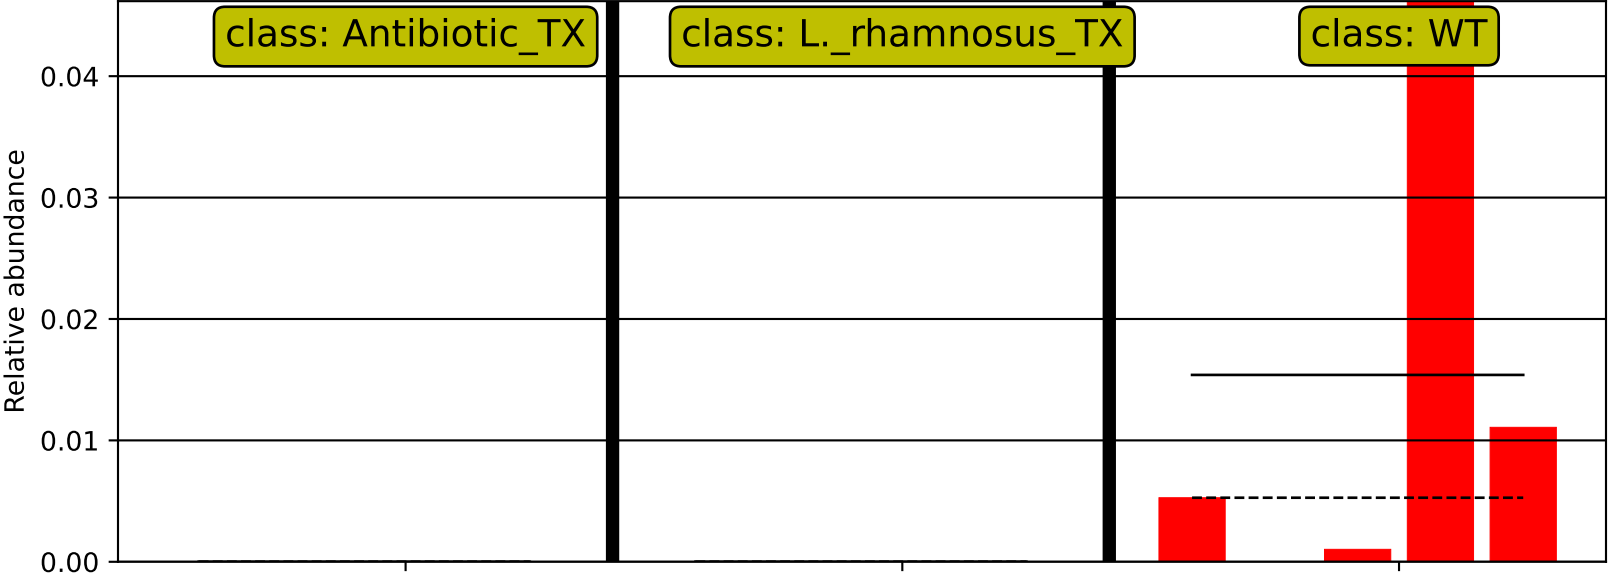 class: Antibiotic_TX
class: L._rhamnosus_TX
class: WT
0.04
0.03
0.02
0.01
0.00
Relative abundance